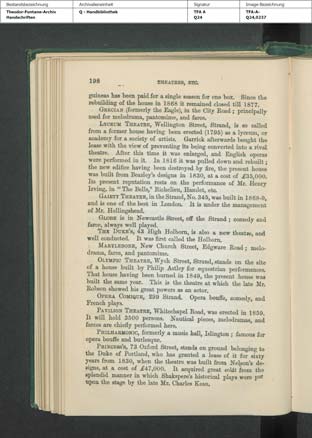 Bestandsbezeichnung Archivalieneinheit Signatur Image-Bezeichnung
Theodor-Fontane-Archiv Q - Handbibliothek TFA A TFA-A-
Handschriften Q24 Q24,0237
198 THEATRES, ETC.
guineas has been paid for a single season for one box. Since the
rebuilding of the house in 1868 it remained closed till 1877.
GRECIAN (formerly the Eagle), in the City Road; principally
used for melodrama, pantomime, and farce.
LYCEUM THEATRE, Wellington Street, Strand, is so called
from a former house having been erected (1795) as a lyceum, or
academy for a society of artists. Garrick afterwards bought the
lease with the view of preventing its being converted into a rival
theatre. After this time it was enlarged, and English operas
were performed in it. In 1816 it was pulled down and rebuilt;
the new edifice having been destroyed by fire, the present house
was built from Beazley's designs in 1830, at a cost of £35,000.
Its present reputation rests on the performance of Mr. Henry
Irving, in "The Bells," Richelieu, Hamlet, etc.
GAIETY THEATRE, in the Strand, No. 345, was built in 1868-9,
and is one of the best in London. It is under the management
of Mr. Hollingshead.
GLOBE is in Newcastle Street, off the Strand; comedy and
farce, always well played.
THE DUKE'S, 43 High Holborn, is also a new theatre, and
well conducted. It was first called the Holborn.
MARYLEBONE, New Church Street, Edgware Road; melo-
drama, farce, and pantomime.
OLYMPIC THEATRE, Wych Street, Strand, stands on the site
of a house built by Philip Astley for equestrian performances.
That house having been burned in 1849, the present house was
built the same year. This is the theatre at which the late Mr.
Robson showed his great powers as an actor.
OPERA COMIQUE, 299 Strand. Opera bouffe, comedy, and
French plays.
PAVILION THEATRE, Whitechapel Road, was erected in 1859.
It will hold 3500 persons. Nautical pieces, melodramas, and
farces are chiefly performed here.
PHILHARMONIC, formerly a music hall, Islington; famous for
opera bouffe and burlesque.
PRINCESS'S, 73 Oxford Street, stands on ground belonging to
the Duke of Portland, who has granted a lease of it for sixty
years from 1830, when the theatre was built from Nelson's de-
signs, at a cost of £47,000. It acquired great éclât from the
splendid manner in which Shakspere's historical plays were put
upon the stage by the late Mr. Charles Kean.